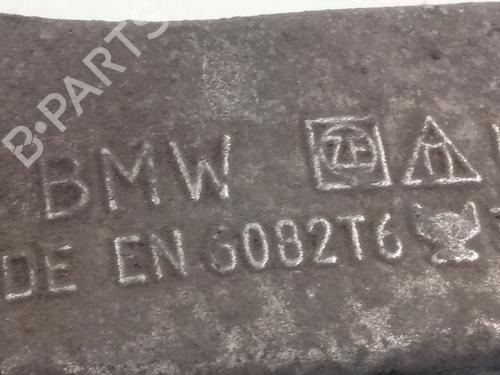 B-PARTS
BMW ZF
DE EN 6082T6